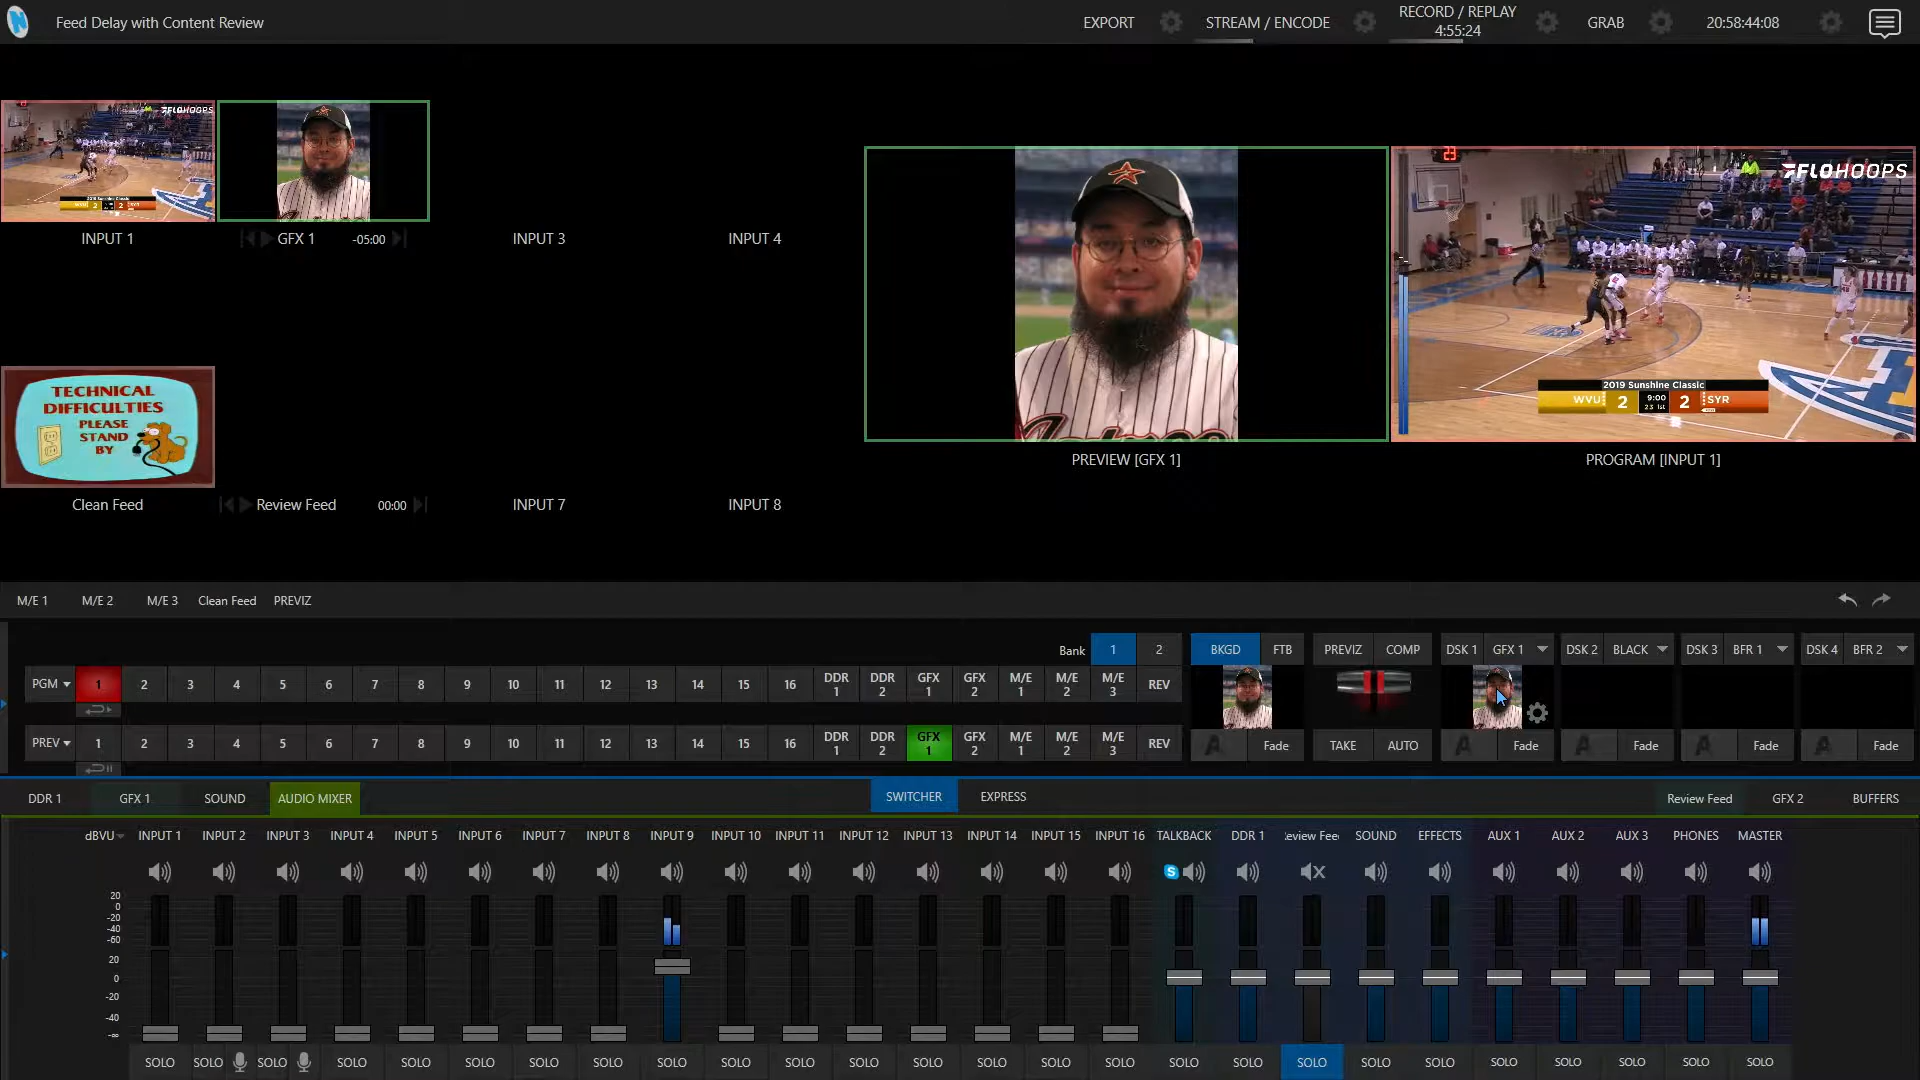 Feed Delay with Content Review
EXPORT
STREAM / ENCODE
RECORD / REPLAY
4:55:24
GRAB
20:58:44:08
FLOHOOPS
INPUT 1
GFX 1
-05:00
INPUT 3
INPUT 4
23
FLOHOOPS
2019 Sunshine Classic
WVU 2 9:00 2 SYR
23 1st
PREVIEW [GFX 1]
PROGRAM [INPUT 1]
TECHNICAL
DIFFICULTIES
PLEASE
STAND
BY
Clean Feed
Review Feed
00:00
INPUT 7
INPUT 8
M/E 1 M/E 2 M/E 3 Clean Feed PREVIZ
Bank 1 2 BKGD FTB PREVIZ COMP DSK 1 GFX 1 DSK 2 BLACK DSK 3 BFR 1 DSK 4 BFR 2
PGM 1 2 3 4 5 6 7 8 9 10 11 12 13 14 15 16 DDR 1 DDR 2 GFX 1 GFX 2 M/E 1 M/E 2 M/E 3 REV
PREV 1 2 3 4 5 6 7 8 9 10 11 12 13 14 15 16 DDR 1 DDR 2 GFX 1 GFX 2 M/E 1 M/E 2 M/E 3 REV
A Fade TAKE AUTO A Fade A Fade A Fade A Fade
DDR 1 GFX 1 SOUND AUDIO MIXER SWITCHER EXPRESS Review Feed GFX 2 BUFFERS
dBVU INPUT 1 INPUT 2 INPUT 3 INPUT 4 INPUT 5 INPUT 6 INPUT 7 INPUT 8 INPUT 9 INPUT 10 INPUT 11 INPUT 12 INPUT 13 INPUT 14 INPUT 15 INPUT 16 TALKBACK DDR 1 eview Fee SOUND EFFECTS AUX 1 AUX 2 AUX 3 PHONES MASTER
S
20
0
-20
-40
-60
20
0
-20
-40
-∞
SOLO SOLO SOLO SOLO SOLO SOLO SOLO SOLO SOLO SOLO SOLO SOLO SOLO SOLO SOLO SOLO SOLO SOLO SOLO SOLO SOLO SOLO SOLO SOLO SOLO SOLO